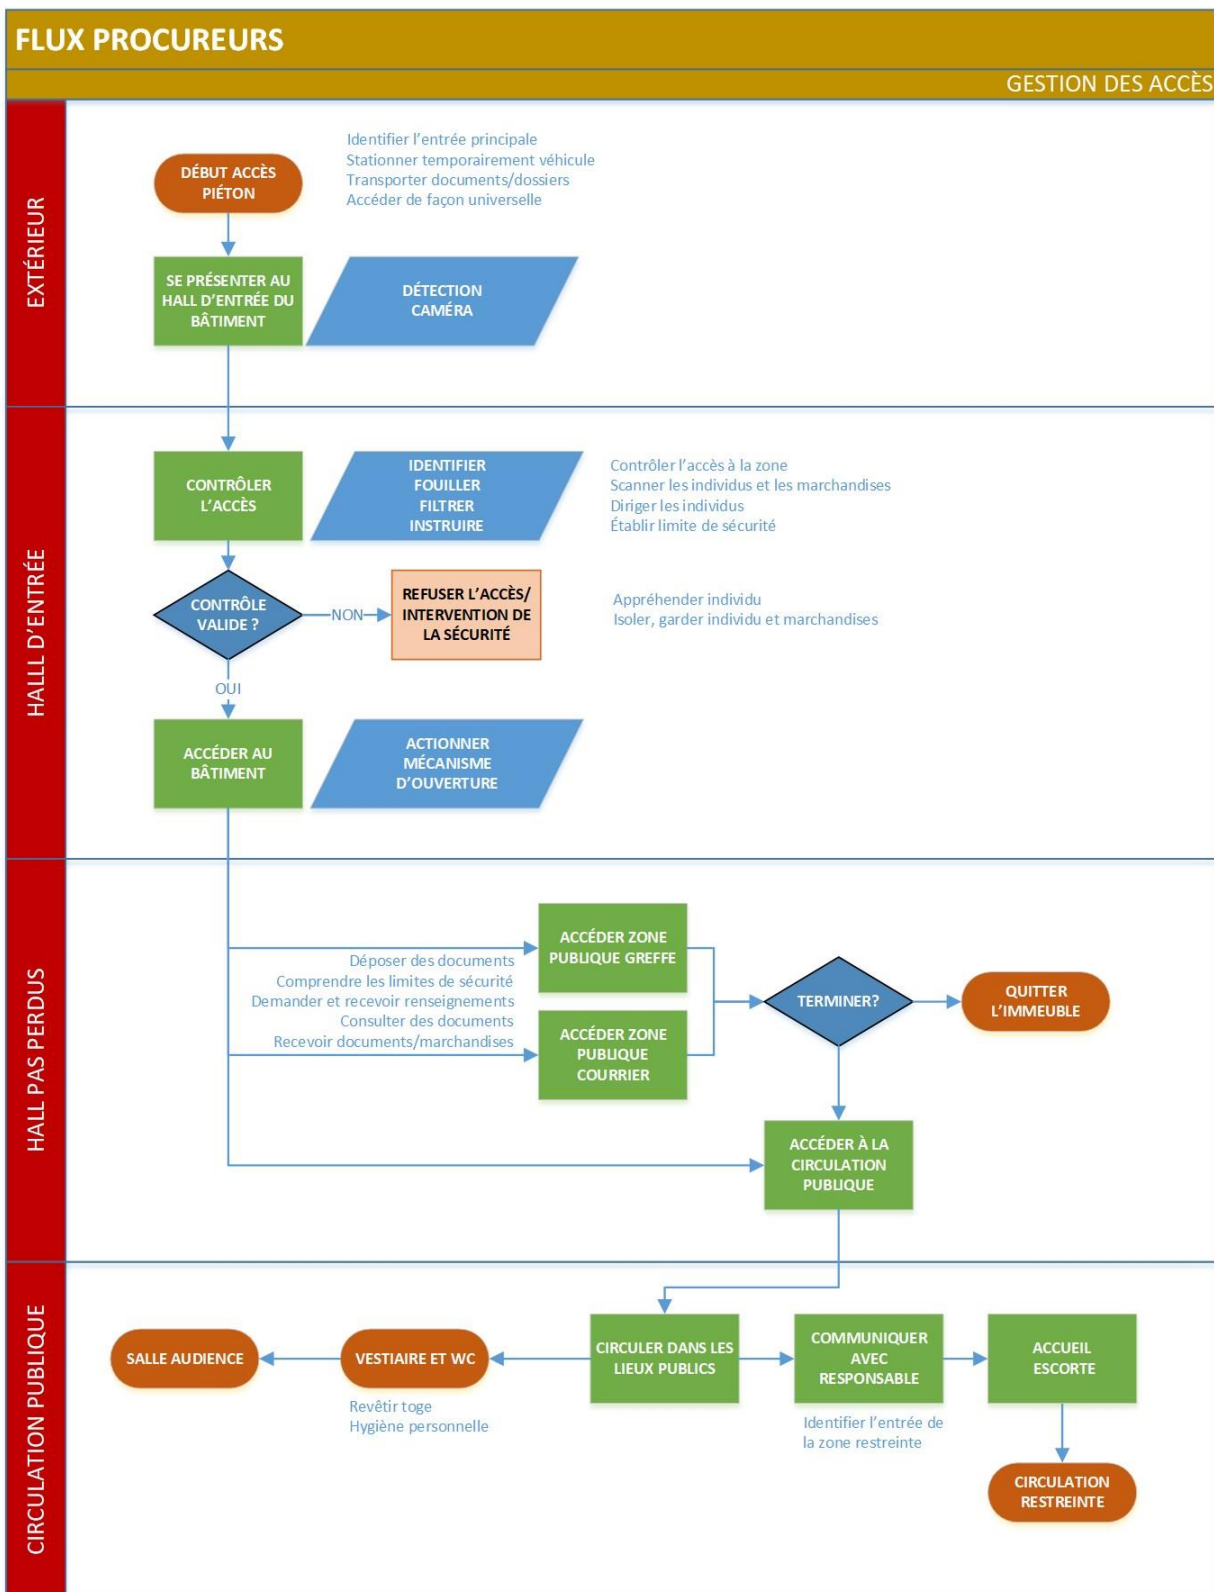 FLUX PROCUREURS
GESTION DES ACCÈS
EXTÉRIEUR
DÉBUT ACCÈS
PIÉTON
Identifier l'entrée principale
Stationner temporairement véhicule
Transporter documents/dossiers
Accéder de façon universelle
SE PRÉSENTER AU
HALL D'ENTRÉE DU
BÂTIMENT
DÉTECTION
CAMÉRA
HALLL D'ENTRÉE
CONTRÔLER
L'ACCÈS
IDENTIFIER
FOUILLER
FILTRER
INSTRUIRE
Contrôler l'accès à la zone
Scanner les individus et les marchandises
Diriger les individus
Établir limite de sécurité
CONTRÔLE
VALIDE ?
NON
REFUSER L'ACCÈS/
INTERVENTION DE
LA SÉCURITÉ
Appréhender individu
Isoler, garder individu et marchandises
OUI
ACCÉDER AU
BÂTIMENT
ACTIONNER
MÉCANISME
D'OUVERTURE
HALL PAS PERDUS
Déposer des documents
Comprendre les limites de sécurité
Demander et recevoir renseignements
Consulter des documents
Recevoir documents/marchandises
ACCÉDER ZONE
PUBLIQUE GREFFE
ACCÉDER ZONE
PUBLIQUE
COURRIER
TERMINER?
QUITTER
L'IMMEUBLE
ACCÉDER À LA
CIRCULATION
PUBLIQUE
CIRCULATION PUBLIQUE
SALLE AUDIENCE
VESTIAIRE ET WC
Revêtir toge
Hygiène personnelle
CIRCULER DANS LES
LIEUX PUBLICS
COMMUNIQUER
AVEC
RESPONSABLE
Identifier l'entrée de
la zone restreinte
ACCUEIL
ESCORTE
CIRCULATION
RESTREINTE